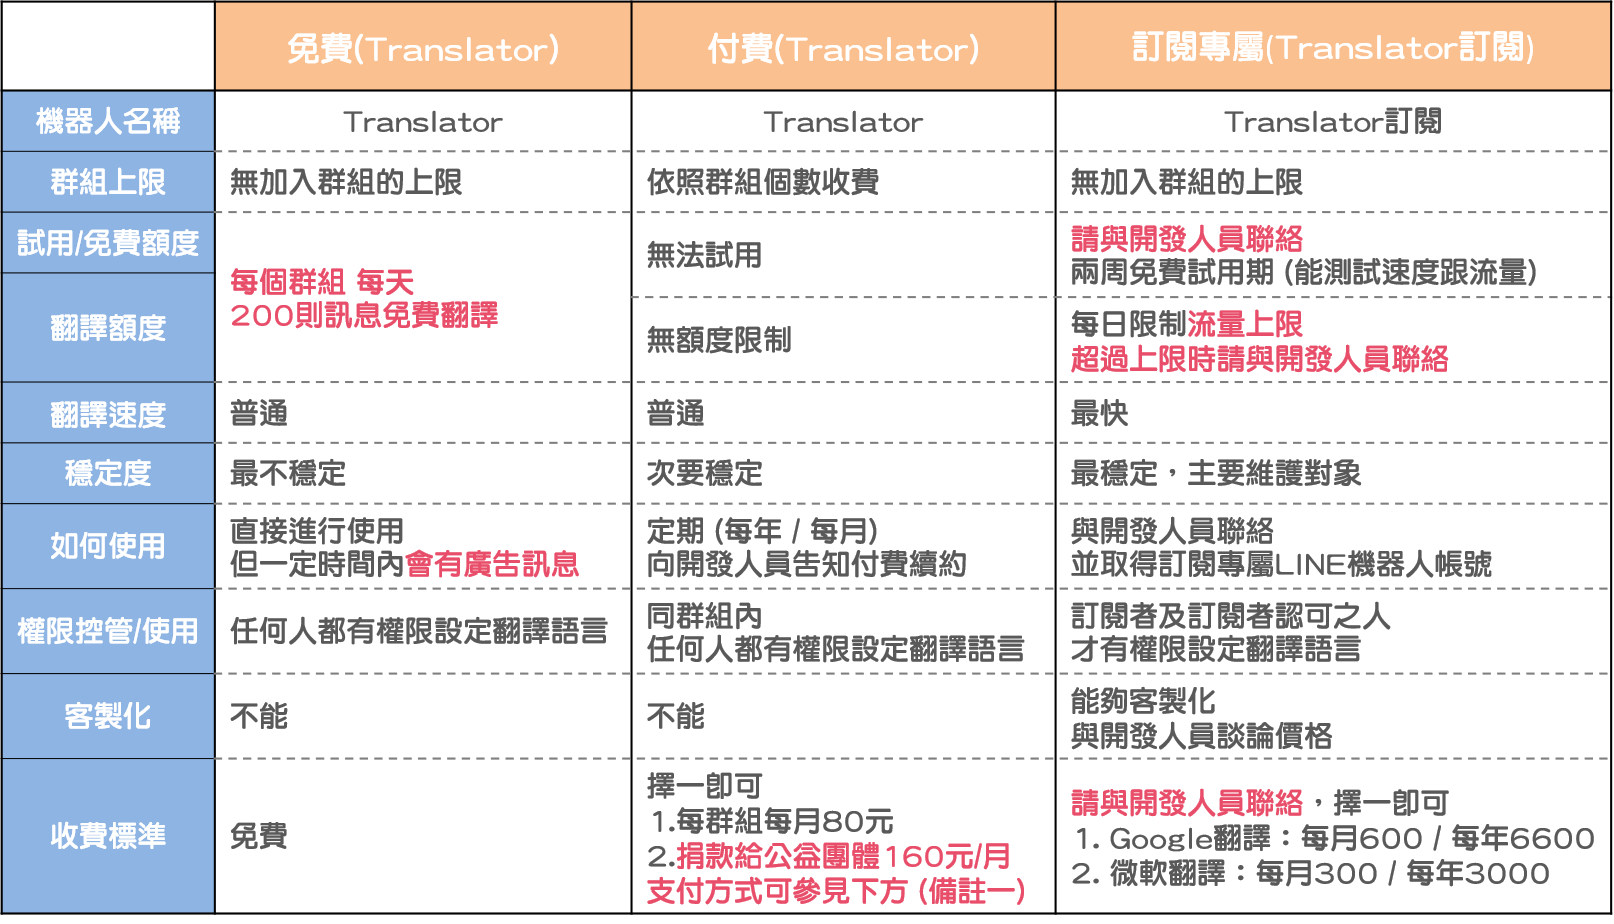 免費(Translator)
付費(Translator)
訂閱專屬(Translator訂閱)
機器人名稱
Translator
Translator
Translator訂閱
群組上限
無加入群組的上限
依照群組個數收費
無加入群組的上限
試用/免費額度
每個群組 每天
200則訊息免費翻譯
無法試用
請與開發人員聯絡
兩周免費試用期 (能測試速度跟流量)
翻譯額度
無額度限制
每日限制流量上限
超過上限時請與開發人員聯絡
翻譯速度
普通
普通
最快
穩定度
最不穩定
次要穩定
最穩定，主要維護對象
如何使用
直接進行使用
但一定時間內會有廣告訊息
定期 (每年 / 每月)
向開發人員告知付費續約
與開發人員聯絡
並取得訂閱專屬LINE機器人帳號
權限控管/使用
任何人都有權限設定翻譯語言
同群組內
任何人都有權限設定翻譯語言
訂閱者及訂閱者認可之人
才有權限設定翻譯語言
客製化
不能
不能
能夠客製化
與開發人員談論價格
收費標準
免費
擇一即可
1.每群組每月80元
2.捐款給公益團體160元/月
支付方式可參見下方 (備註一)
請與開發人員聯絡，擇一即可
1. Google翻譯：每月600 / 每年6600
2. 微軟翻譯：每月300 / 每年3000